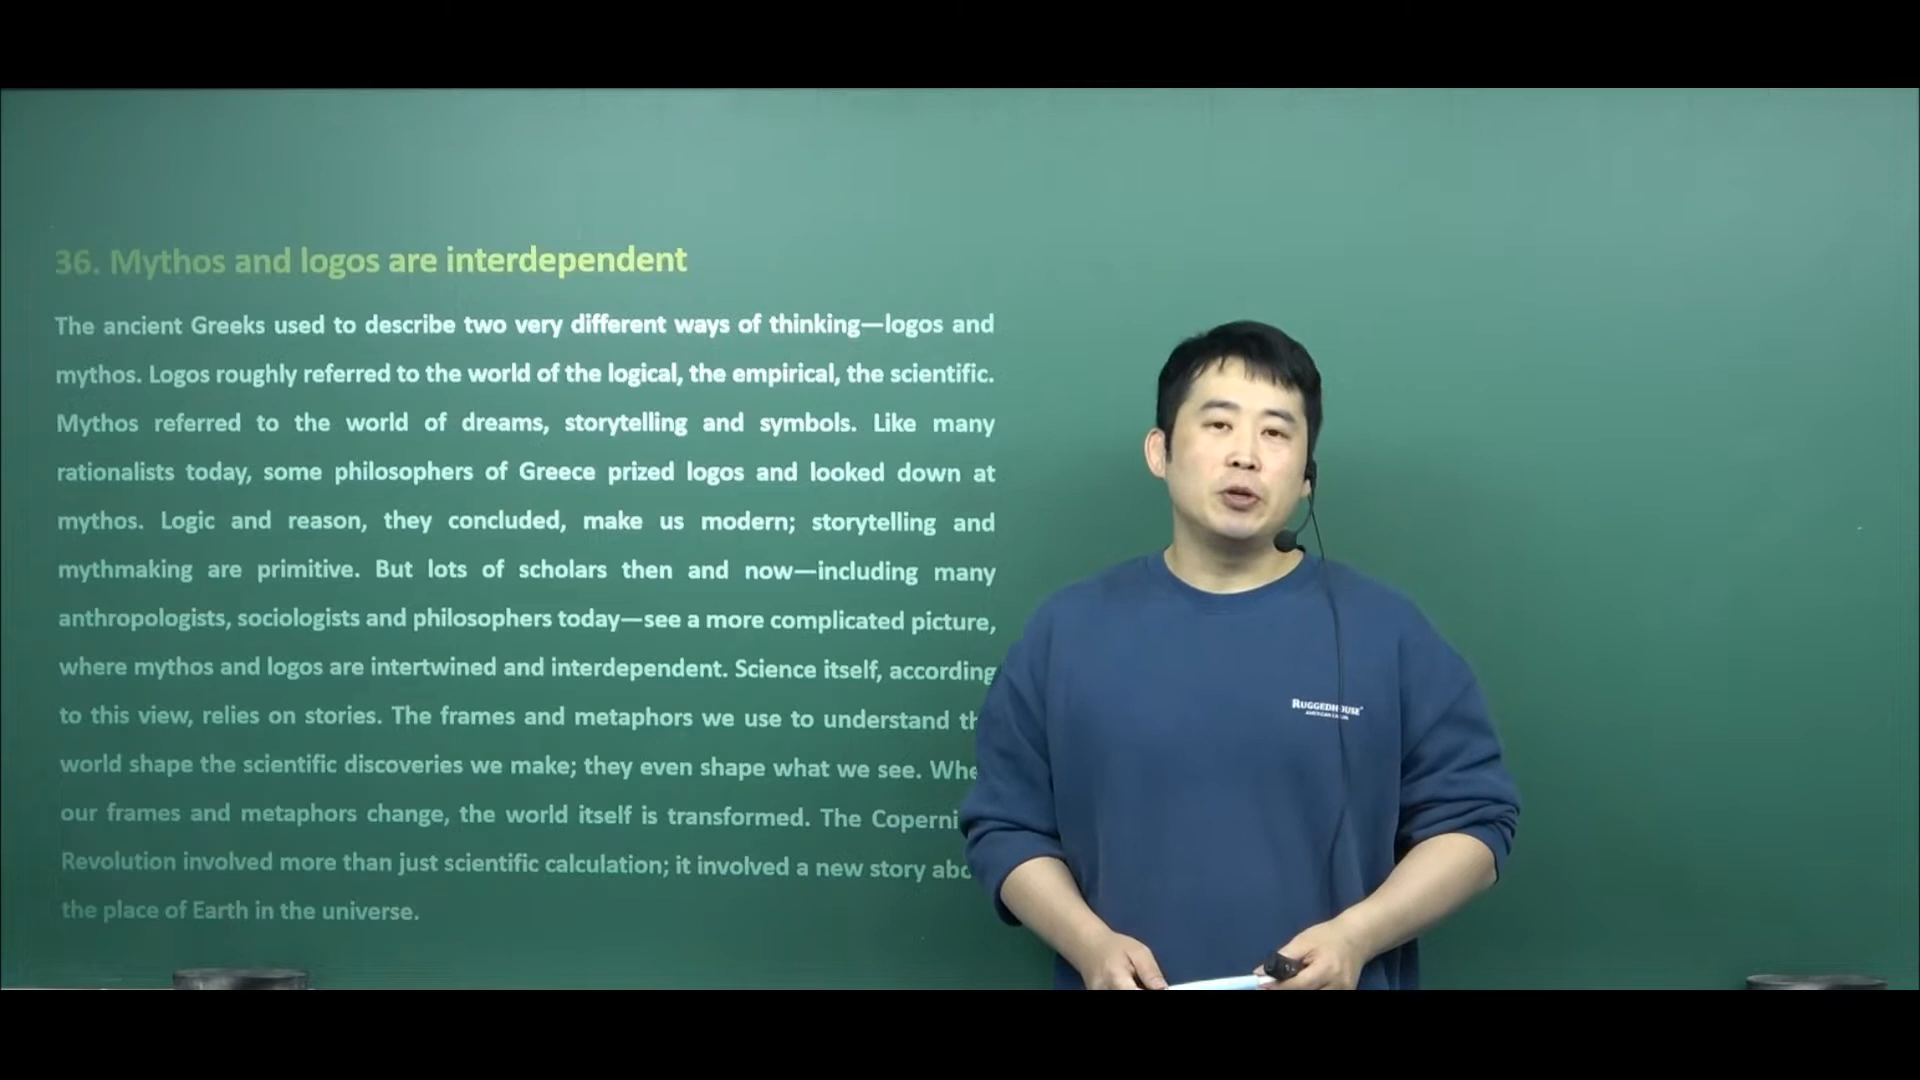 36. Mythos and logos are interdependent
The ancient Greeks used to describe two very different ways of thinking—logos and
mythos. Logos roughly referred to the world of the logical, the empirical, the scientific.
Mythos referred to the world of dreams, storytelling and symbols. Like many
rationalists today, some philosophers of Greece prized logos and looked down at
mythos. Logic and reason, they concluded, make us modern; storytelling and
mythmaking are primitive. But lots of scholars then and now—including many
anthropologists, sociologists and philosophers today—see a more complicated picture,
where mythos and logos are intertwined and interdependent. Science itself, according
to this view, relies on stories. The frames and metaphors we use to understand th
world shape the scientific discoveries we make; they even shape what we see. Whe
our frames and metaphors change, the world itself is transformed. The Coperni
Revolution involved more than just scientific calculation; it involved a new story abo
the place of Earth in the universe.
RUGGEDHOUSE